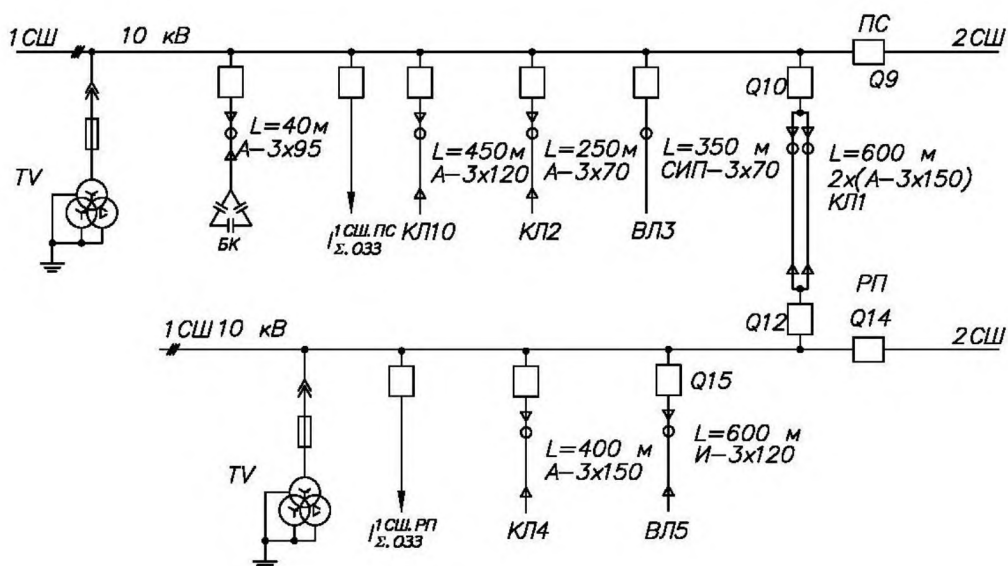 1СШ 10 кВ ПС 2СШ
Q10 Q9
L=40м
А-3х95
L=450м
А-3х120
L=250м
А-3х70
L=350 м
СИП-3х70
L=600 м
2х(А-3х150)
КЛ1
TV
БК
I 1СШ.ПС
Σ.ОЗЗ
КЛ10
КЛ2
ВЛ3
РП
1СШ 10 кВ Q12 Q14 2СШ
Q15
L=400 м
А-3х150
L=600 м
И-3х120
TV
I 1СШ.РП
Σ.ОЗЗ
КЛ4
ВЛ5